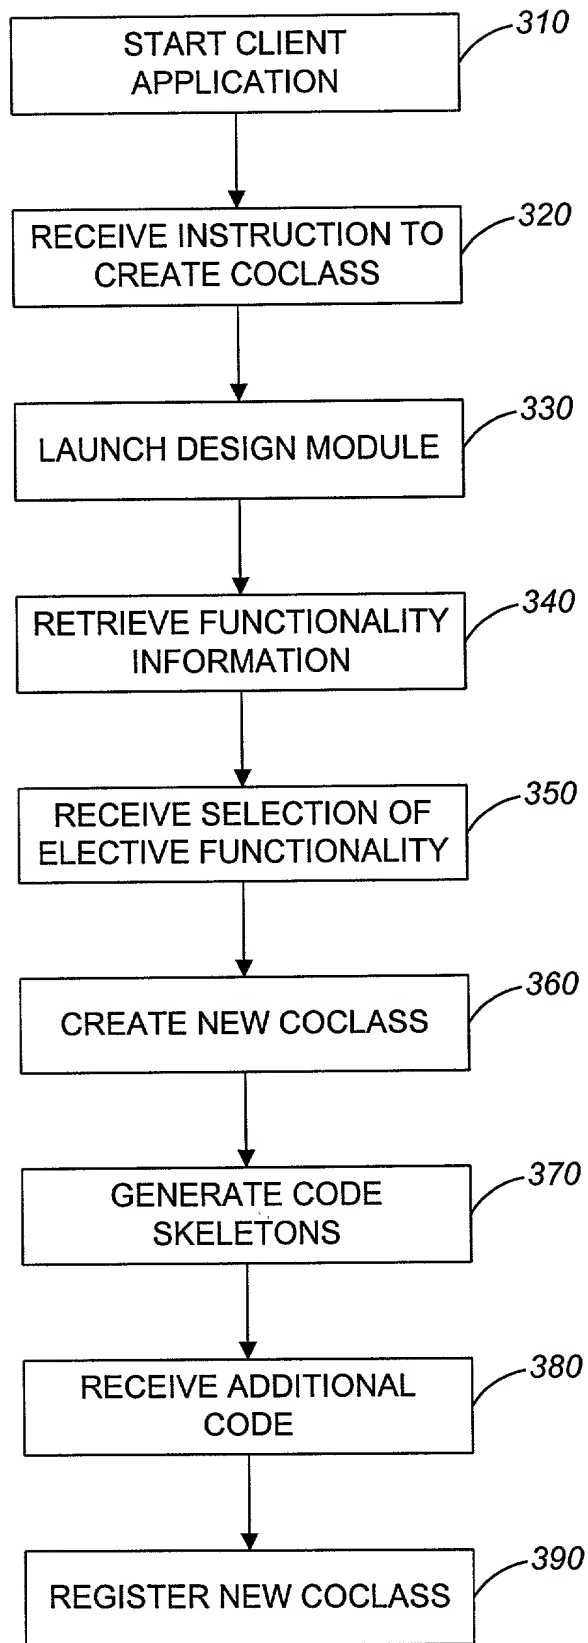 310
START CLIENT
APPLICATION
320
RECEIVE INSTRUCTION TO
CREATE COCLASS
330
LAUNCH DESIGN MODULE
340
RETRIEVE FUNCTIONALITY
INFORMATION
350
RECEIVE SELECTION OF
ELECTIVE FUNCTIONALITY
360
CREATE NEW COCLASS
370
GENERATE CODE
SKELETONS
380
RECEIVE ADDITIONAL
CODE
390
REGISTER NEW COCLASS